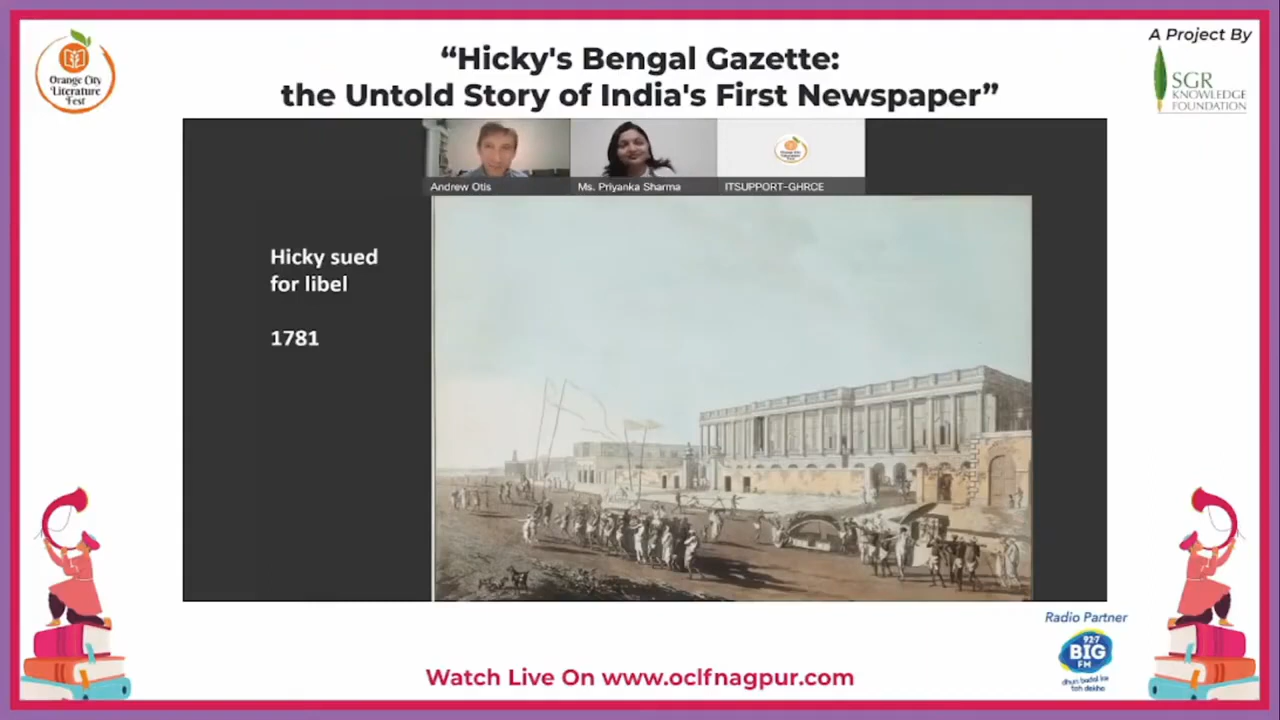 Orange City
Literature
Fest
“Hicky's Bengal Gazette:
the Untold Story of India's First Newspaper”
A Project By
SGR
KNOWLEDGE
FOUNDATION
Andrew Otis
Ms. Priyanka Sharma
ITSUPPORT-GHRCE
Hicky sued
for libel
1781
Radio Partner
92.7
BIG
FM
dhun badal ke
toh dekho
Watch Live On www.oclfnagpur.com